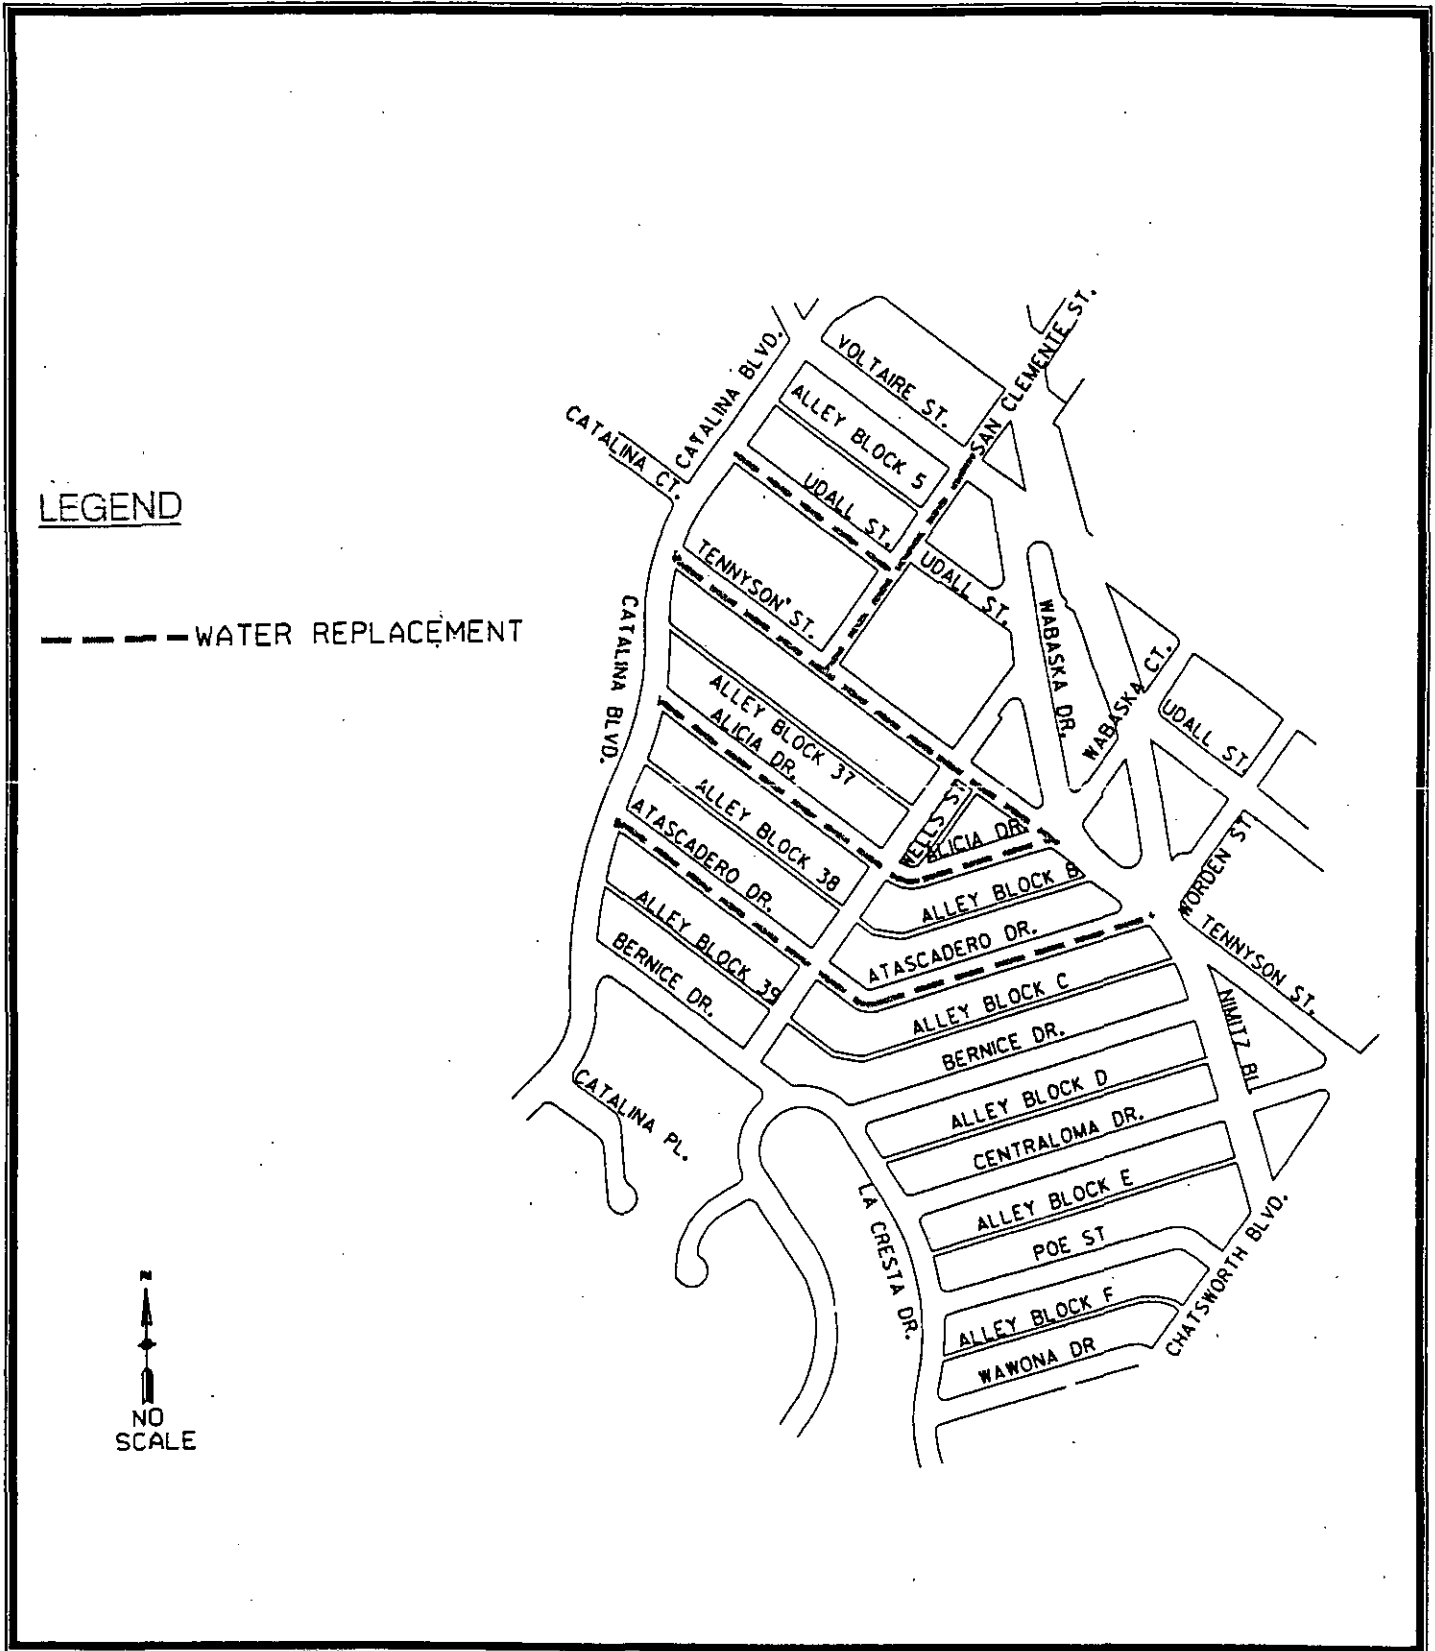 LEGEND
WATER REPLACEMENT
N
NO
SCALE
SAN CLEMENTE ST.
VOLTAIRE ST.
CATALINA BLVD.
ALLEY BLOCK 5
CATALINA CT.
UDALL ST.
TENNYSON ST.
UDALL ST.
CATALINA BLVD.
WABASKA DR.
WABASKA CT.
UDALL ST.
ALLEY BLOCK 37
ALICIA DR.
WELLS ST.
ALICIA DR.
ALLEY BLOCK 38
ATASCADERO DR.
ALLEY BLOCK B
WORDEN ST
ALLEY BLOCK 39
ATASCADERO DR.
TENNYSON ST.
BERNICE DR.
ALLEY BLOCK C
NIMITZ BL
BERNICE DR.
CATALINA PL.
ALLEY BLOCK D
CENTRALOMA DR.
LA CRESTA DR.
ALLEY BLOCK E
POE ST
CHATSWORTH BLVD.
ALLEY BLOCK F
WAWONA DR